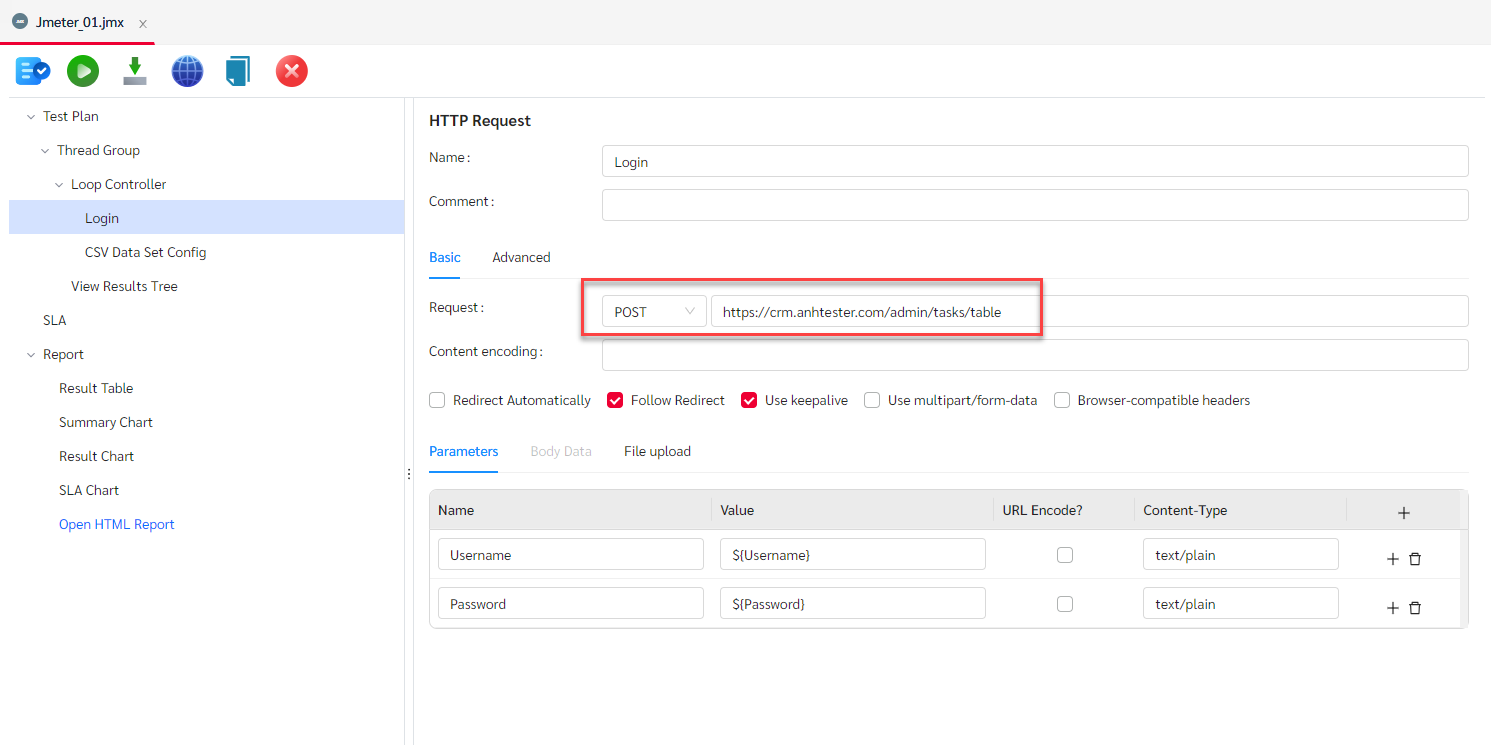 Jmeter_01.jmx
Test Plan
Thread Group
Loop Controller
Login
CSV Data Set Config
View Results Tree
SLA
Report
Result Table
Summary Chart
Result Chart
SLA Chart
Open HTML Report
HTTP Request
Name : Login
Comment :
Basic Advanced
Request : POST https://crm.anhtester.com/admin/tasks/table
Content encoding :
Redirect Automatically Follow Redirect Use keepalive Use multipart/form-data Browser-compatible headers
Parameters Body Data File upload
Name Value URL Encode? Content-Type
Username ${Username} text/plain
Password ${Password} text/plain